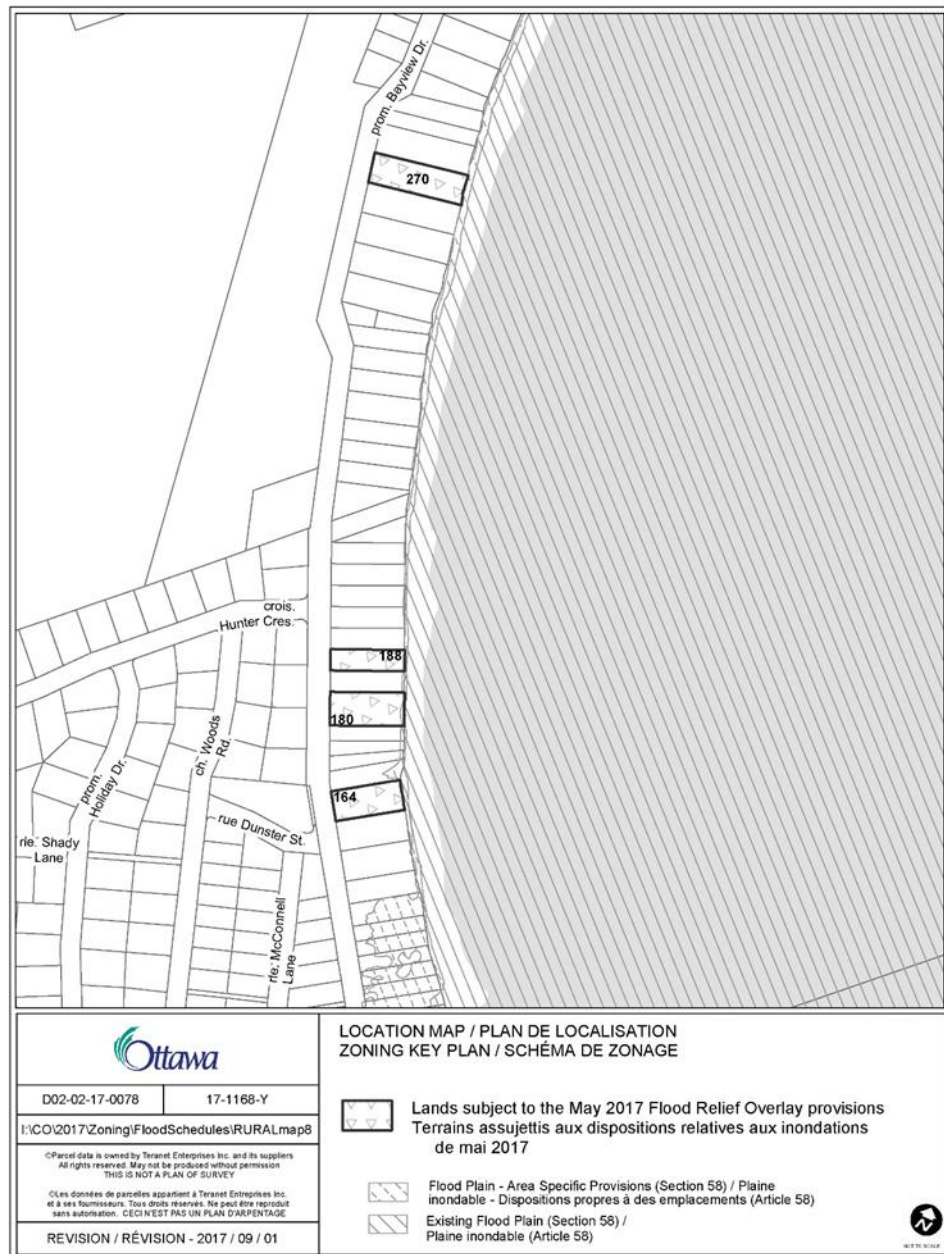 prom. Bayview Dr.
270
crois.
Hunter Cres.
188
180
164
ch. Woods
Rd.
prom.
Holiday Dr.
rue Dunster St.
rle. Shady
Lane
rle. McConnell
Lane
Ottawa
D02-02-17-0078
17-1168-Y
I:\CO\2017\Zoning\FloodSchedules\RURALmap8
©Parcel data is owned by Teranet Enterprises Inc. and its suppliers
All rights reserved. May not be produced without permission
THIS IS NOT A PLAN OF SURVEY
©Les données de parcelles appartient à Teranet Entreprises Inc.
et à ses fournisseurs. Tous droits réservés. Ne peut être reproduit
sans autorisation. CECI N'EST PAS UN PLAN D'ARPENTAGE
REVISION / RÉVISION - 2017 / 09 / 01
LOCATION MAP / PLAN DE LOCALISATION
ZONING KEY PLAN / SCHÉMA DE ZONAGE
Lands subject to the May 2017 Flood Relief Overlay provisions
Terrains assujettis aux dispositions relatives aux inondations
de mai 2017
Flood Plain - Area Specific Provisions (Section 58) / Plaine
inondable - Dispositions propres à des emplacements (Article 58)
Existing Flood Plain (Section 58) /
Plaine inondable (Article 58)
NOT TO SCALE